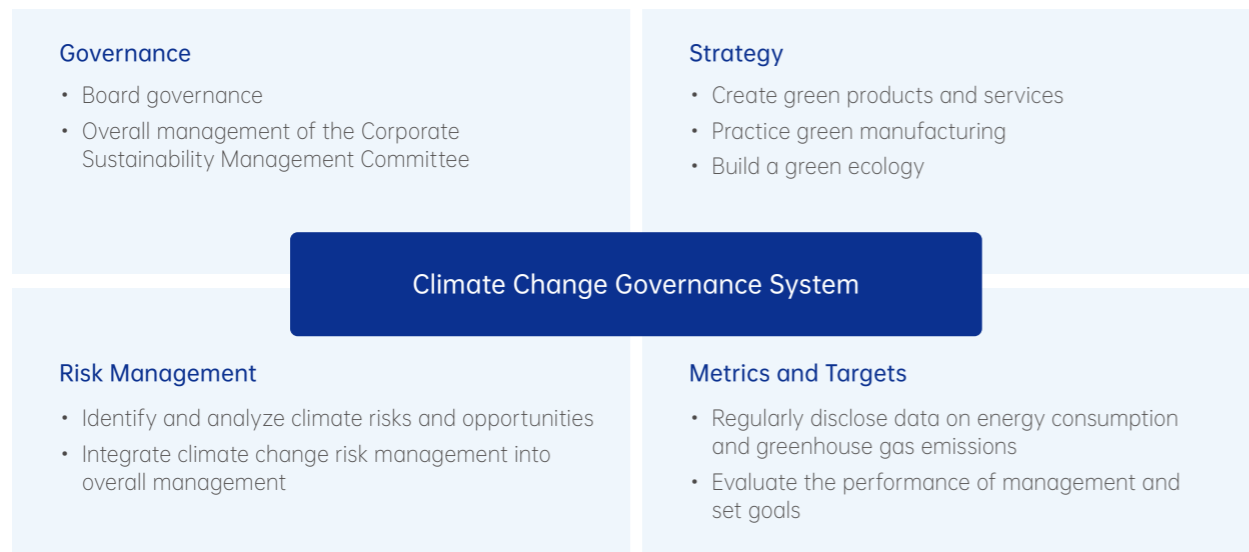 Governance
• Board governance
• Overall management of the Corporate
Sustainability Management Committee
Strategy
• Create green products and services
• Practice green manufacturing
• Build a green ecology
Climate Change Governance System
Risk Management
• Identify and analyze climate risks and opportunities
• Integrate climate change risk management into
overall management
Metrics and Targets
• Regularly disclose data on energy consumption
and greenhouse gas emissions
• Evaluate the performance of management and
set goals